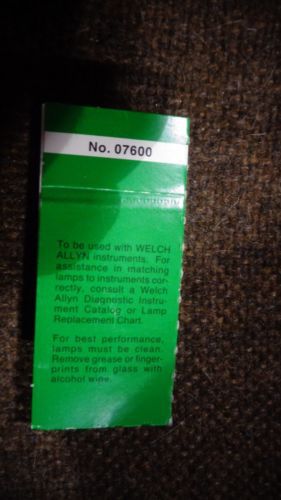 No. 07600
To be used with WELCH
ALLYN instruments. For
assistance in matching
lamps to instruments cor-
rectly, consult a Welch
Allyn Diagnostic Instru-
ment Catalog or Lamp
Replacement Chart.
For best performance,
lamps must be clean.
Remove grease or finger-
prints from glass with
alcohol wipe.